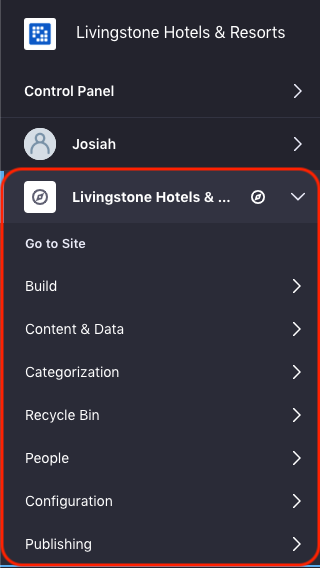 Livingstone Hotels & Resorts
Control Panel
Josiah
Livingstone Hotels & ...
Go to Site
Build
Content & Data
Categorization
Recycle Bin
People
Configuration
Publishing